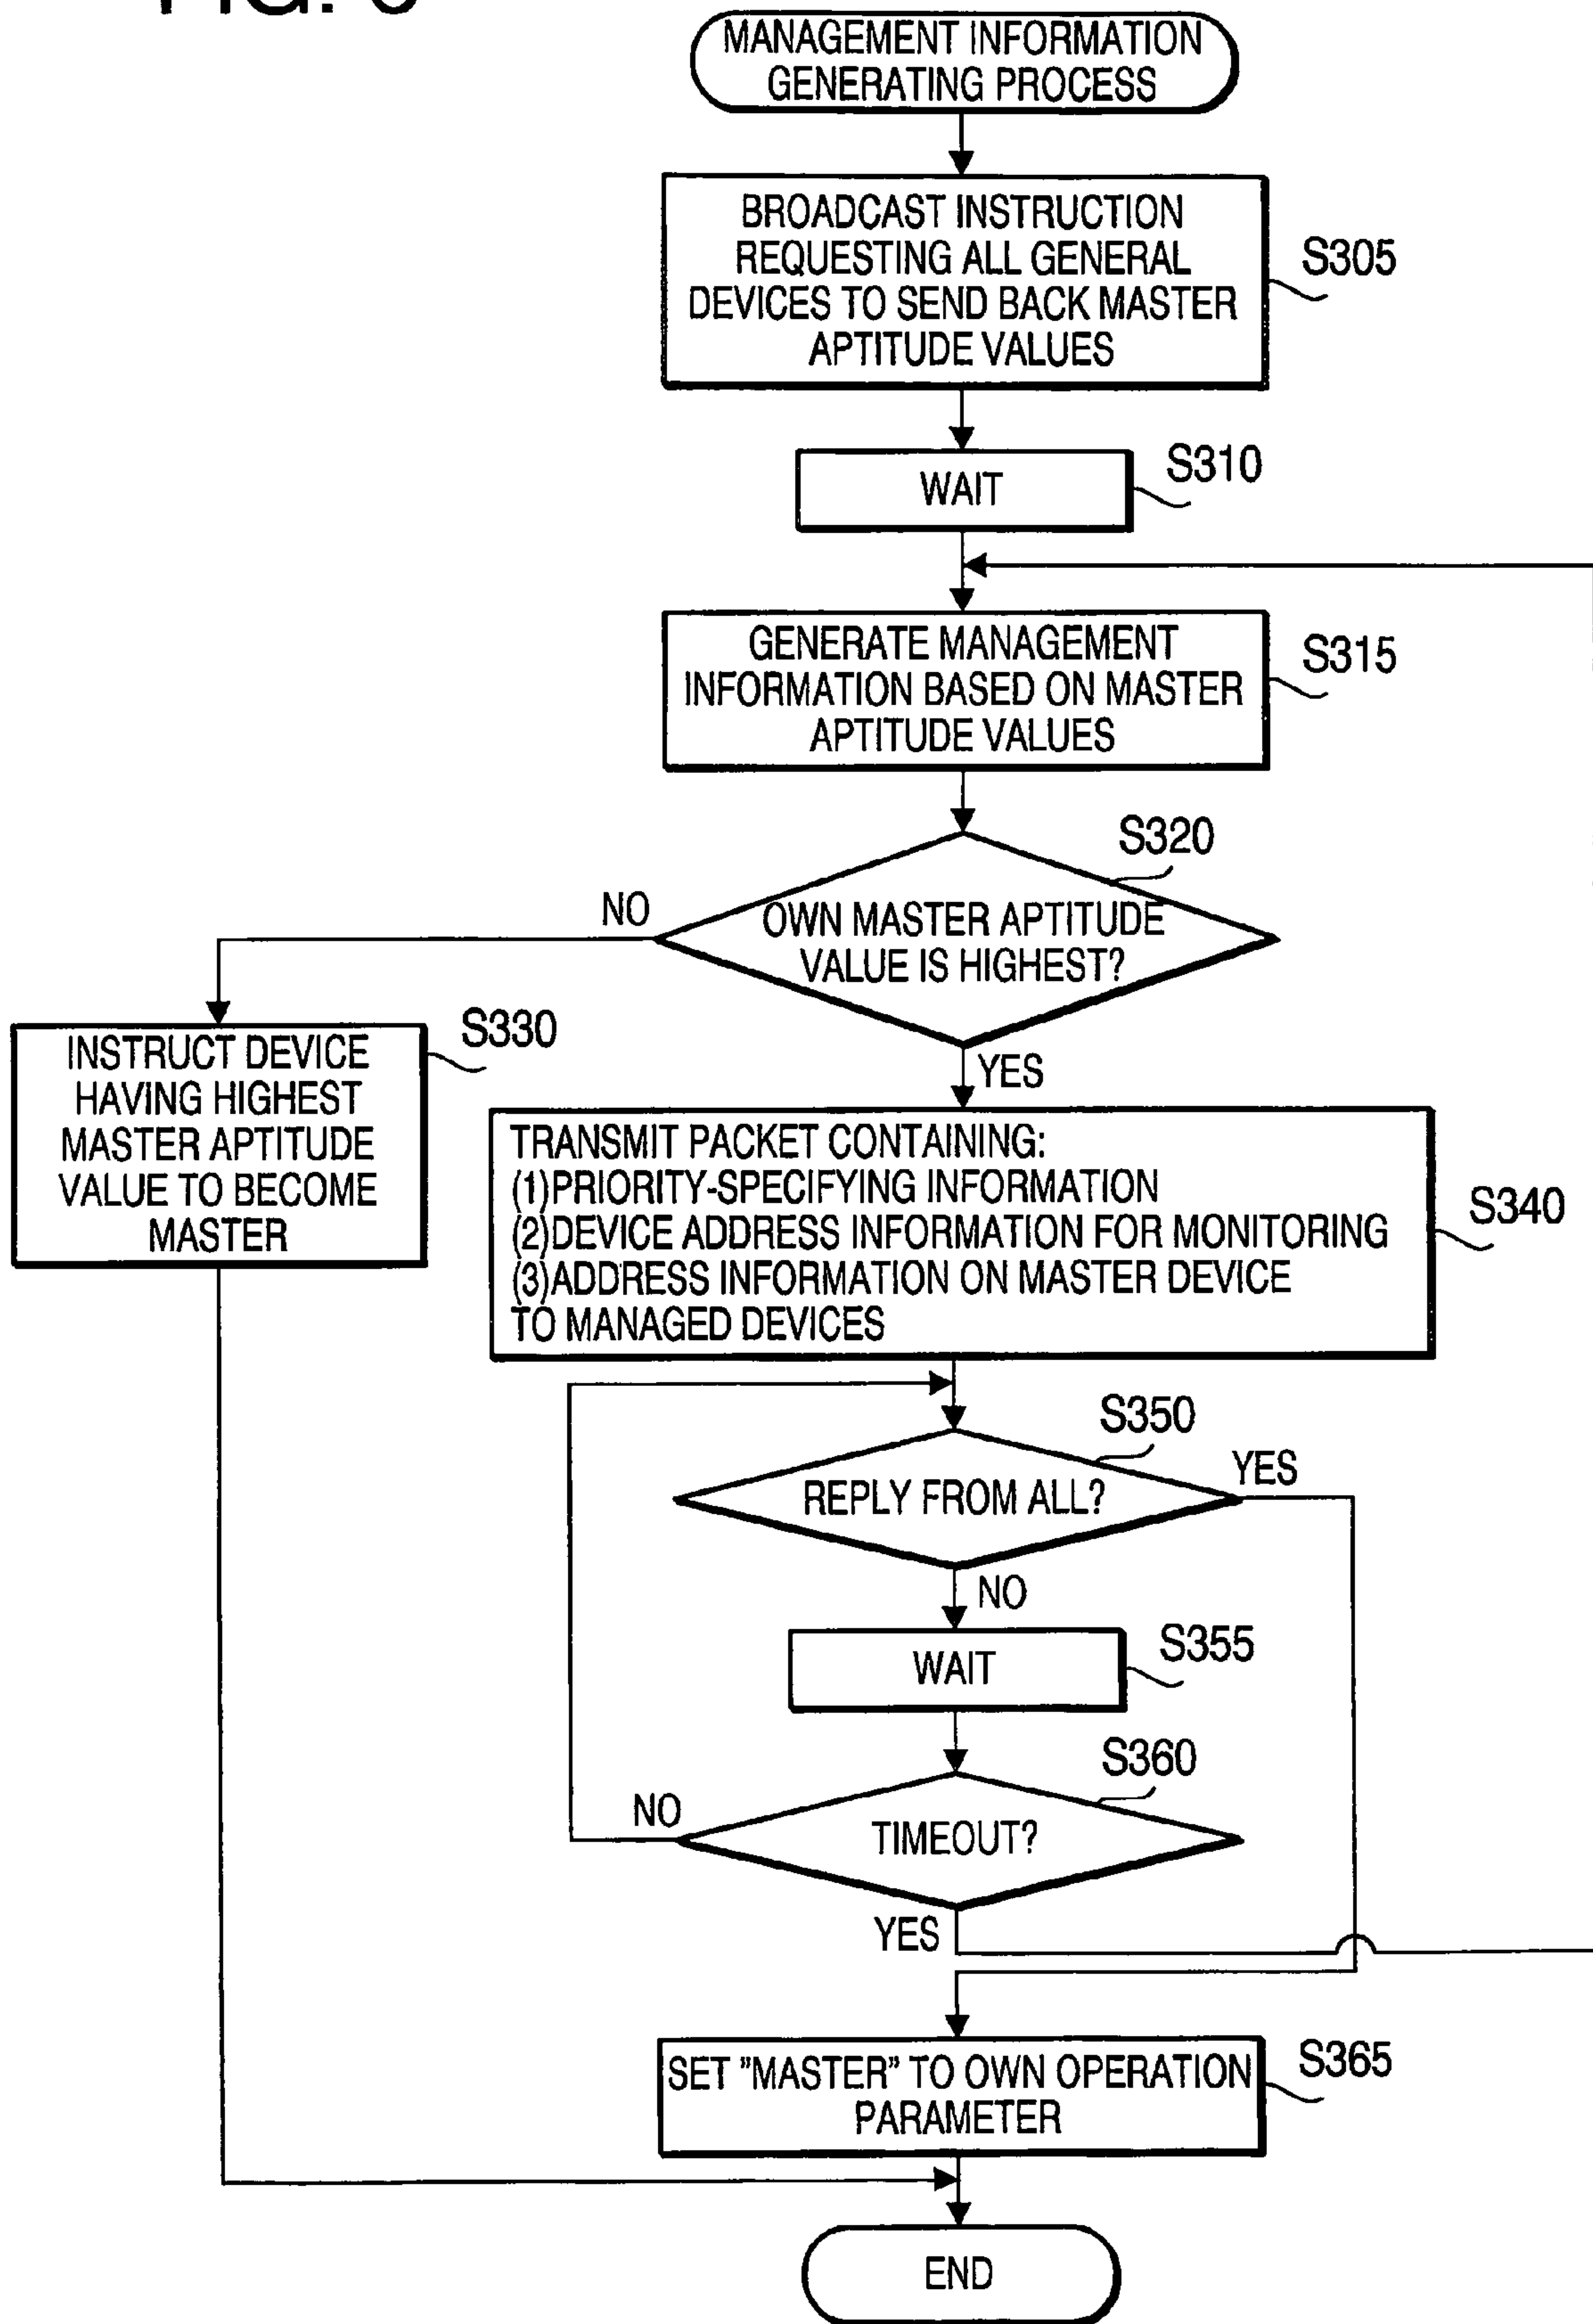 MANAGEMENT INFORMATION
GENERATING PROCESS
BROADCAST INSTRUCTION
REQUESTING ALL GENERAL
DEVICES TO SEND BACK MASTER
APTITUDE VALUES
S305
WAIT
S310
GENERATE MANAGEMENT
INFORMATION BASED ON MASTER
APTITUDE VALUES
S315
S320
OWN MASTER APTITUDE
VALUE IS HIGHEST?
NO
YES
INSTRUCT DEVICE
HAVING HIGHEST
MASTER APTITUDE
VALUE TO BECOME
MASTER
S330
TRANSMIT PACKET CONTAINING:
(1)PRIORITY-SPECIFYING INFORMATION
(2)DEVICE ADDRESS INFORMATION FOR MONITORING
(3)ADDRESS INFORMATION ON MASTER DEVICE
TO MANAGED DEVICES
S340
S350
REPLY FROM ALL?
YES
NO
WAIT
S355
S360
TIMEOUT?
NO
YES
SET "MASTER" TO OWN OPERATION
PARAMETER
S365
END